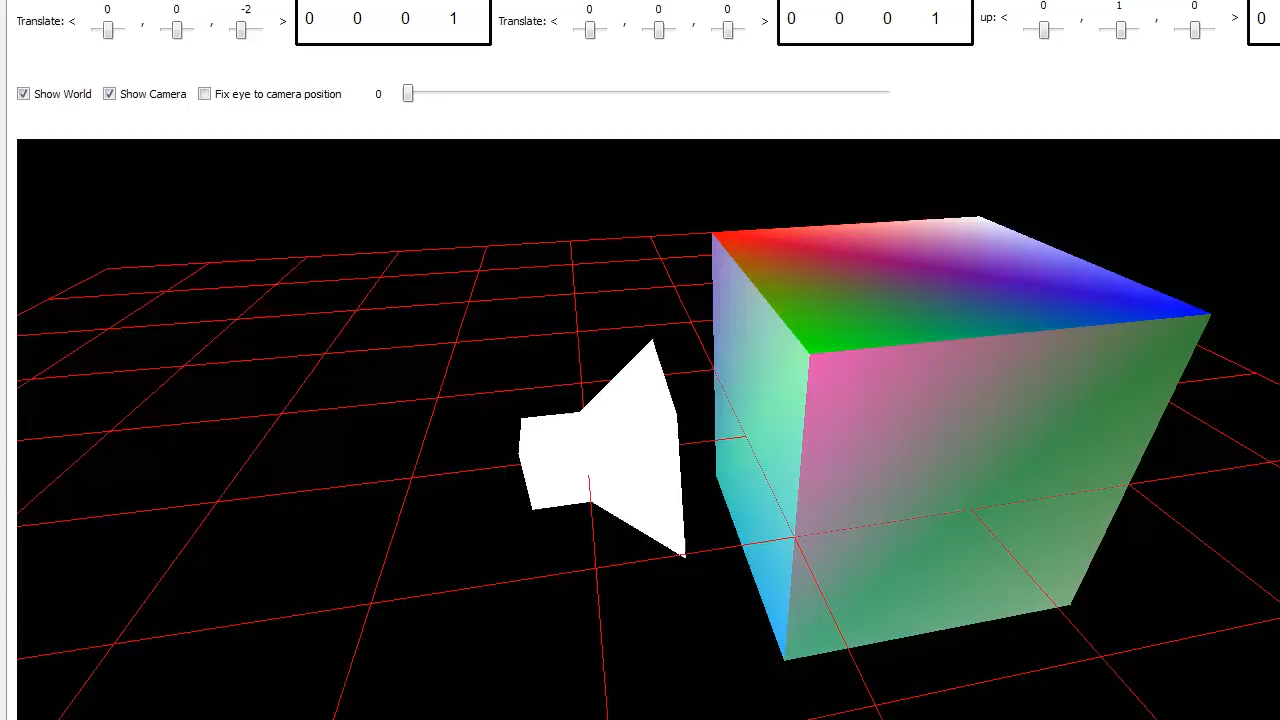 0 0 -2 0 0 0 0 1 0
Translate: < , , > 0 0 0 1 Translate: < , , > 0 0 0 1 up: < , , > 0
Show World Show Camera Fix eye to camera position 0